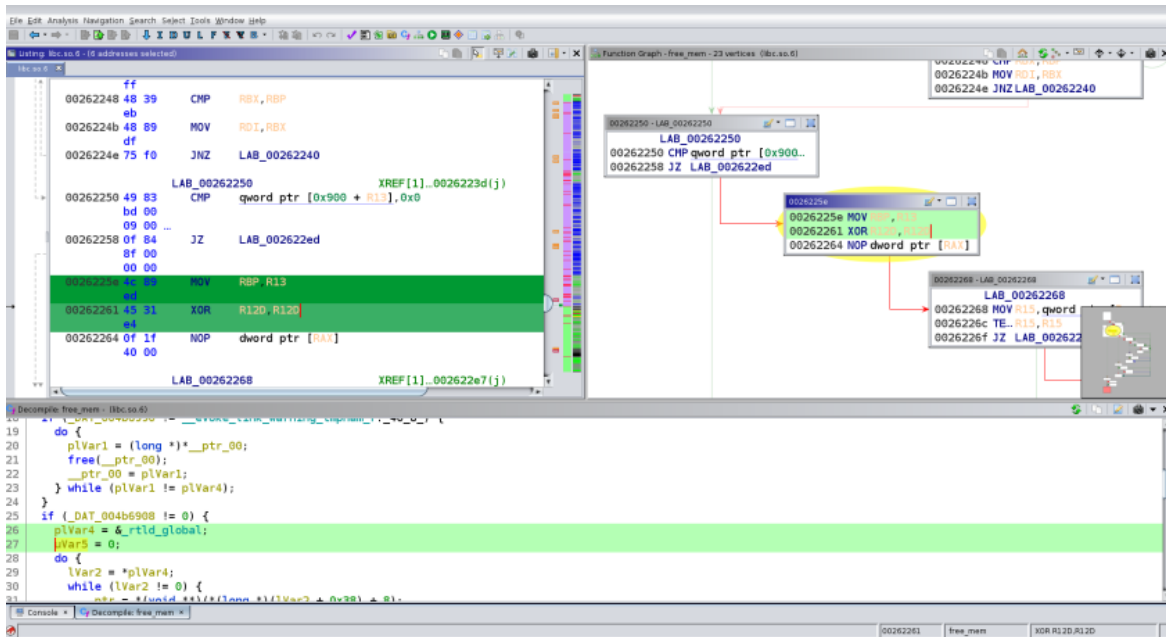 File Edit Analysis Navigation Search Select Tools Window Help
Listing: libc.so.6 - (6 addresses selected)
libc.so.6
ff
00262248 48 39 CMP RBX,RBP
eb
0026224b 48 89 MOV RDI,RBX
df
0026224e 75 f0 JNZ LAB_00262240
LAB_00262250 XREF[1]...0026223d(j)
00262250 49 83 CMP qword ptr [0x900 + R13],0x0
bd 00
09 00 ...
00262258 0f 84 JZ LAB_002622ed
8f 00
00 00
0026225e 4c 89 MOV RBP,R13
ed
00262261 45 31 XOR R12D,R12D
e4
00262264 0f 1f NOP dword ptr [RAX]
40 00
LAB_00262268 XREF[1]...002622e7(j)
Function Graph - free_mem - 23 vertices (libc.so.6)
0026224b MOV RDI,RBX
0026224e JNZ LAB_00262240
00262250 - LAB_00262250
LAB_00262250
00262250 CMP qword ptr [0x900...
00262258 JZ LAB_002622ed
0026225e
0026225e MOV RBP,R13
00262261 XOR R12D,R12D
00262264 NOP dword ptr [RAX]
00262268 - LAB_00262268
LAB_00262268
00262268 MOV R15,qword
0026226c TE... R15,R15
0026226f JZ LAB_002622
Decompile: free_mem - (libc.so.6)
19 do {
20 plVar1 = (long *)*__ptr_00;
21 free(__ptr_00);
22 __ptr_00 = plVar1;
23 } while (plVar1 != plVar4);
24 }
25 if (_DAT_004b6908 != 0) {
26 plVar4 = &_rtld_global;
27 uVar5 = 0;
28 do {
29 lVar2 = *plVar4;
30 while (lVar2 != 0) {
31 ptr = *(void **)(*(long *)(lVar2 + 0x38) + 8);
Console
Decompile: free_mem
00262261
free_mem
XOR R12D,R12D